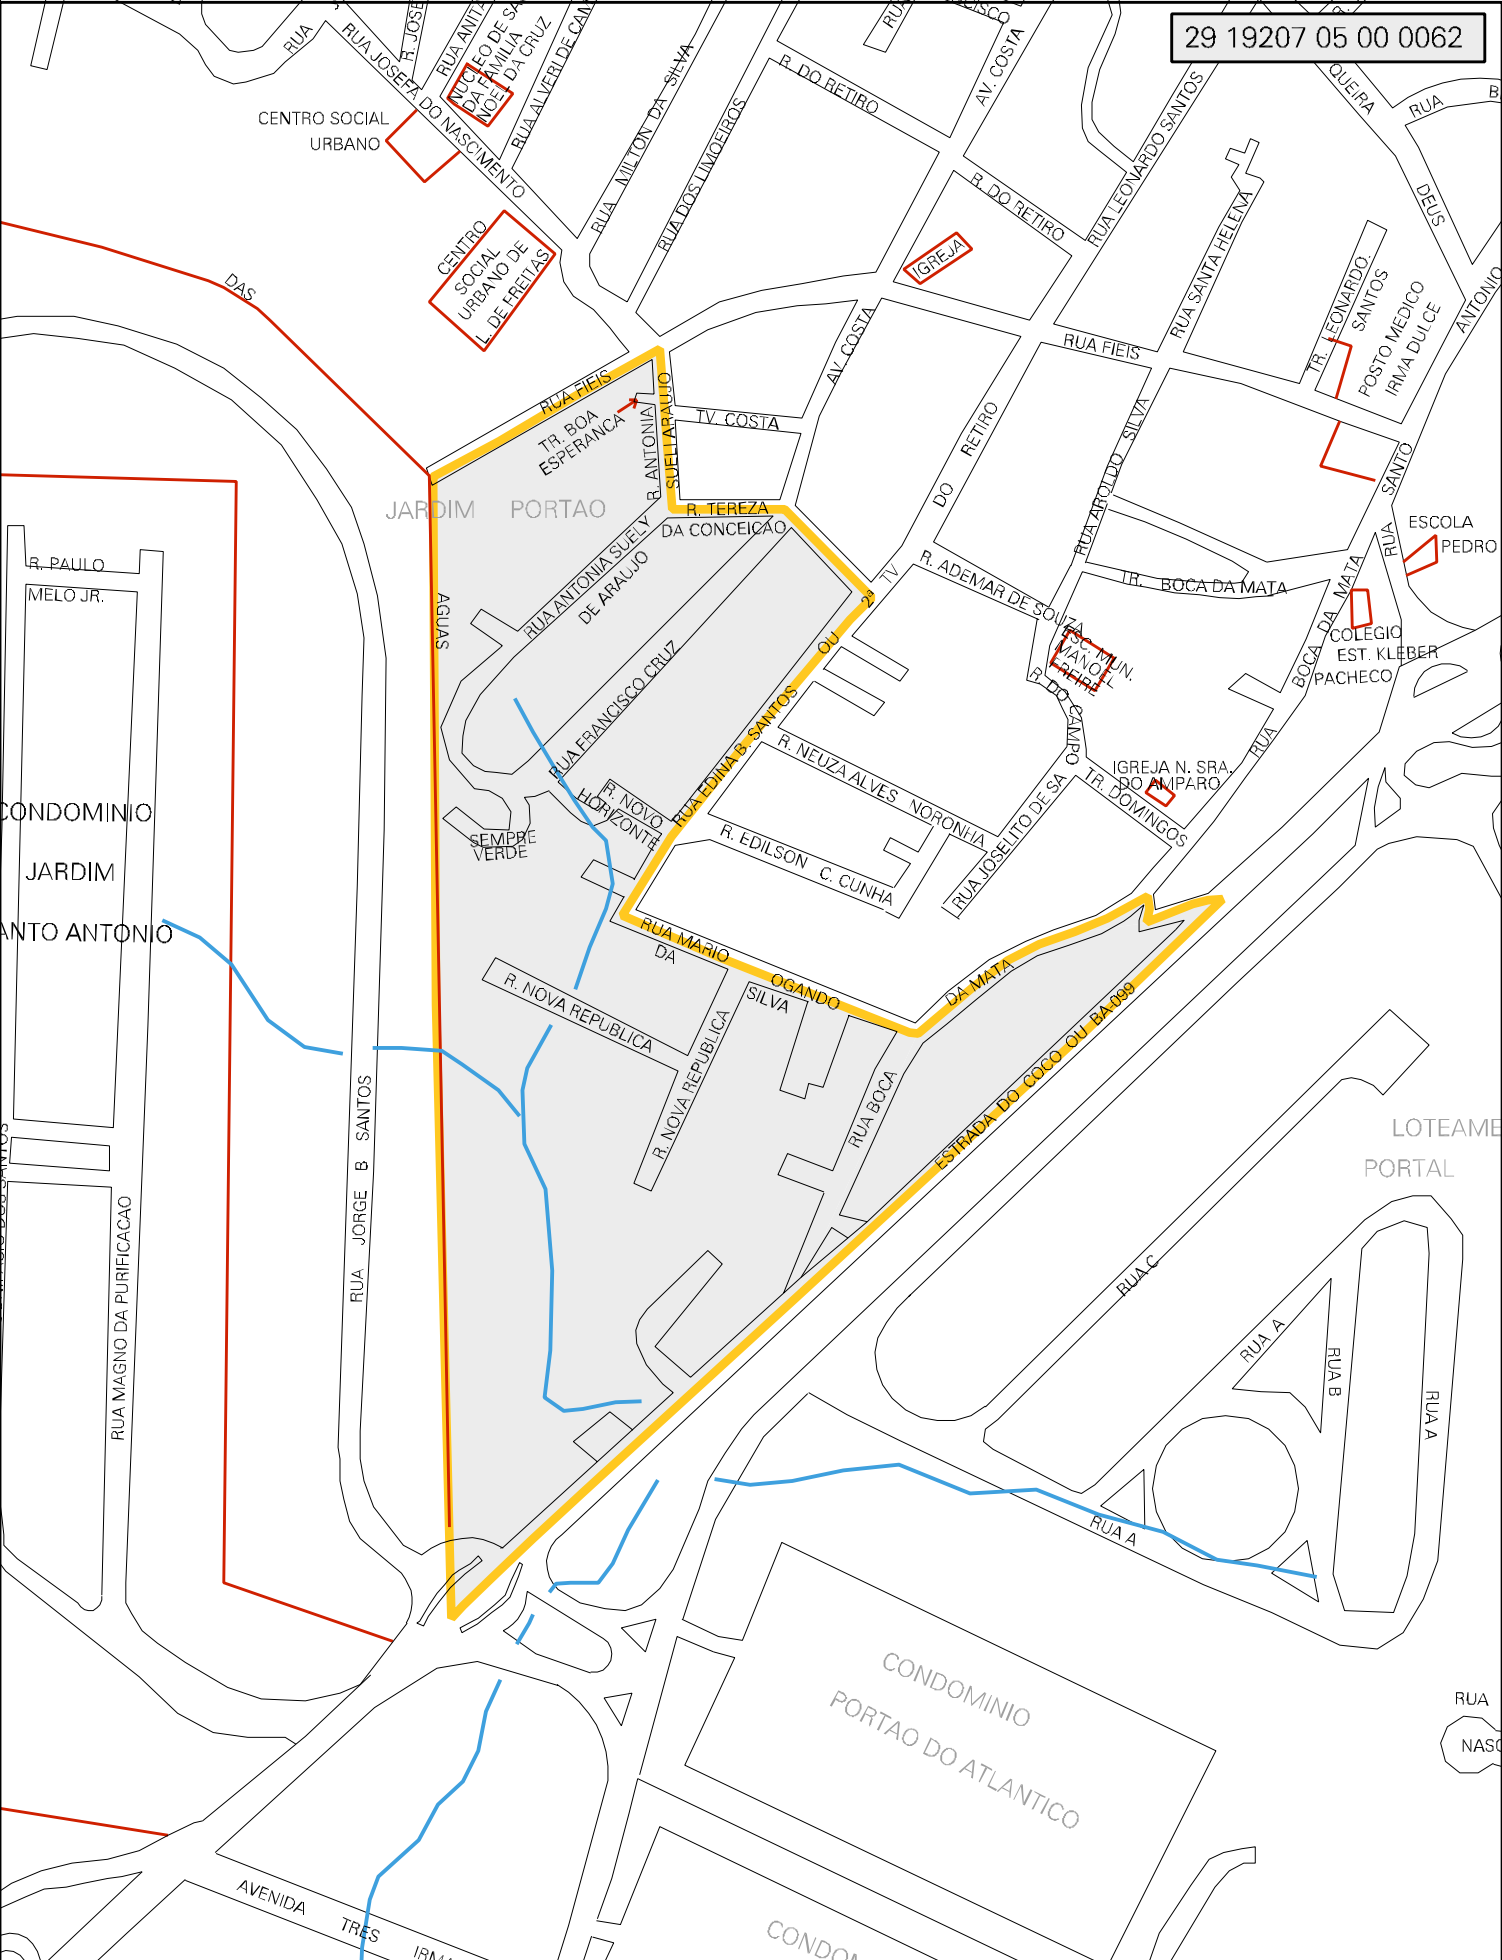 29 19207 05 00 0062
RUA
RUA JOSEFA DO NASCIMENTO
R. JOSE
NUCLEO DE
DA FAMILIA
NOEL DA CRUZ
RUA
MILTON DA SILVA
RUA DOS LIMOEIROS
R. DO RETIRO
AV. COSTA
RUA LEONARDO SANTOS
QUEIRA
RUA
B
DEUS
CENTRO SOCIAL
URBANO
CENTRO
SOCIAL
URBANO DE
L. DE FREITAS
R. DO RETIRO
IGREJA
RUA SANTA HELENA
TR. LEONARDO.
SANTOS
POSTO MEDICO
IRMA DULCE
ANTONIO
DAS
RUA FIEIS
AV. COSTA
RUA FIEIS
TR. BOA
ESPERANCA
R. ANTONIA
SUELI ARAUJO
TV. COSTA
DO RETIRO
RUA AROLDO SILVA
SANTO
RUA
JARDIM PORTAO
R. TEREZA
DA CONCEICAO
ESCOLA
PEDRO
R. PAULO
MELO JR.
AGUAS
RUA ANTONIA SUELY
DE ARAUJO
2ª TV
R. ADEMAR DE SOUZA
TR. BOCA DA MATA
ESC. MUN.
MANOEL
FREIRE
BOCA DA MATA
COLEGIO
EST. KLEBER
PACHECO
RUA FRANCISCO CRUZ
RUA EDINA B. SANTOS
OU
R. DO CAMPO
RUA
R. NEUZA ALVES NORONHA
IGREJA N. SRA.
DO AMPARO
TR. DOMINGOS
R. NOVO
HORIZONTE
SEMPRE
VERDE
R. EDILSON C. CUNHA
RUA JOSELITO DE SA
CONDOMINIO
JARDIM
ANTO ANTONIO
RUA MARIO
DA
OGANDO
SILVA
DA MATA
R. NOVA REPUBLICA
R. NOVA REPUBLICA
RUA BOCA
ESTRADA DO COCO OU BA-099
RUA JORGE B SANTOS
LOTEAME
PORTAL
RUA MAGNO DA PURIFICACAO
RUA C
RUA A
RUA B
RUA A
RUA A
CONDOMINIO
PORTAO DO ATLANTICO
RUA
NASC
AVENIDA TRES